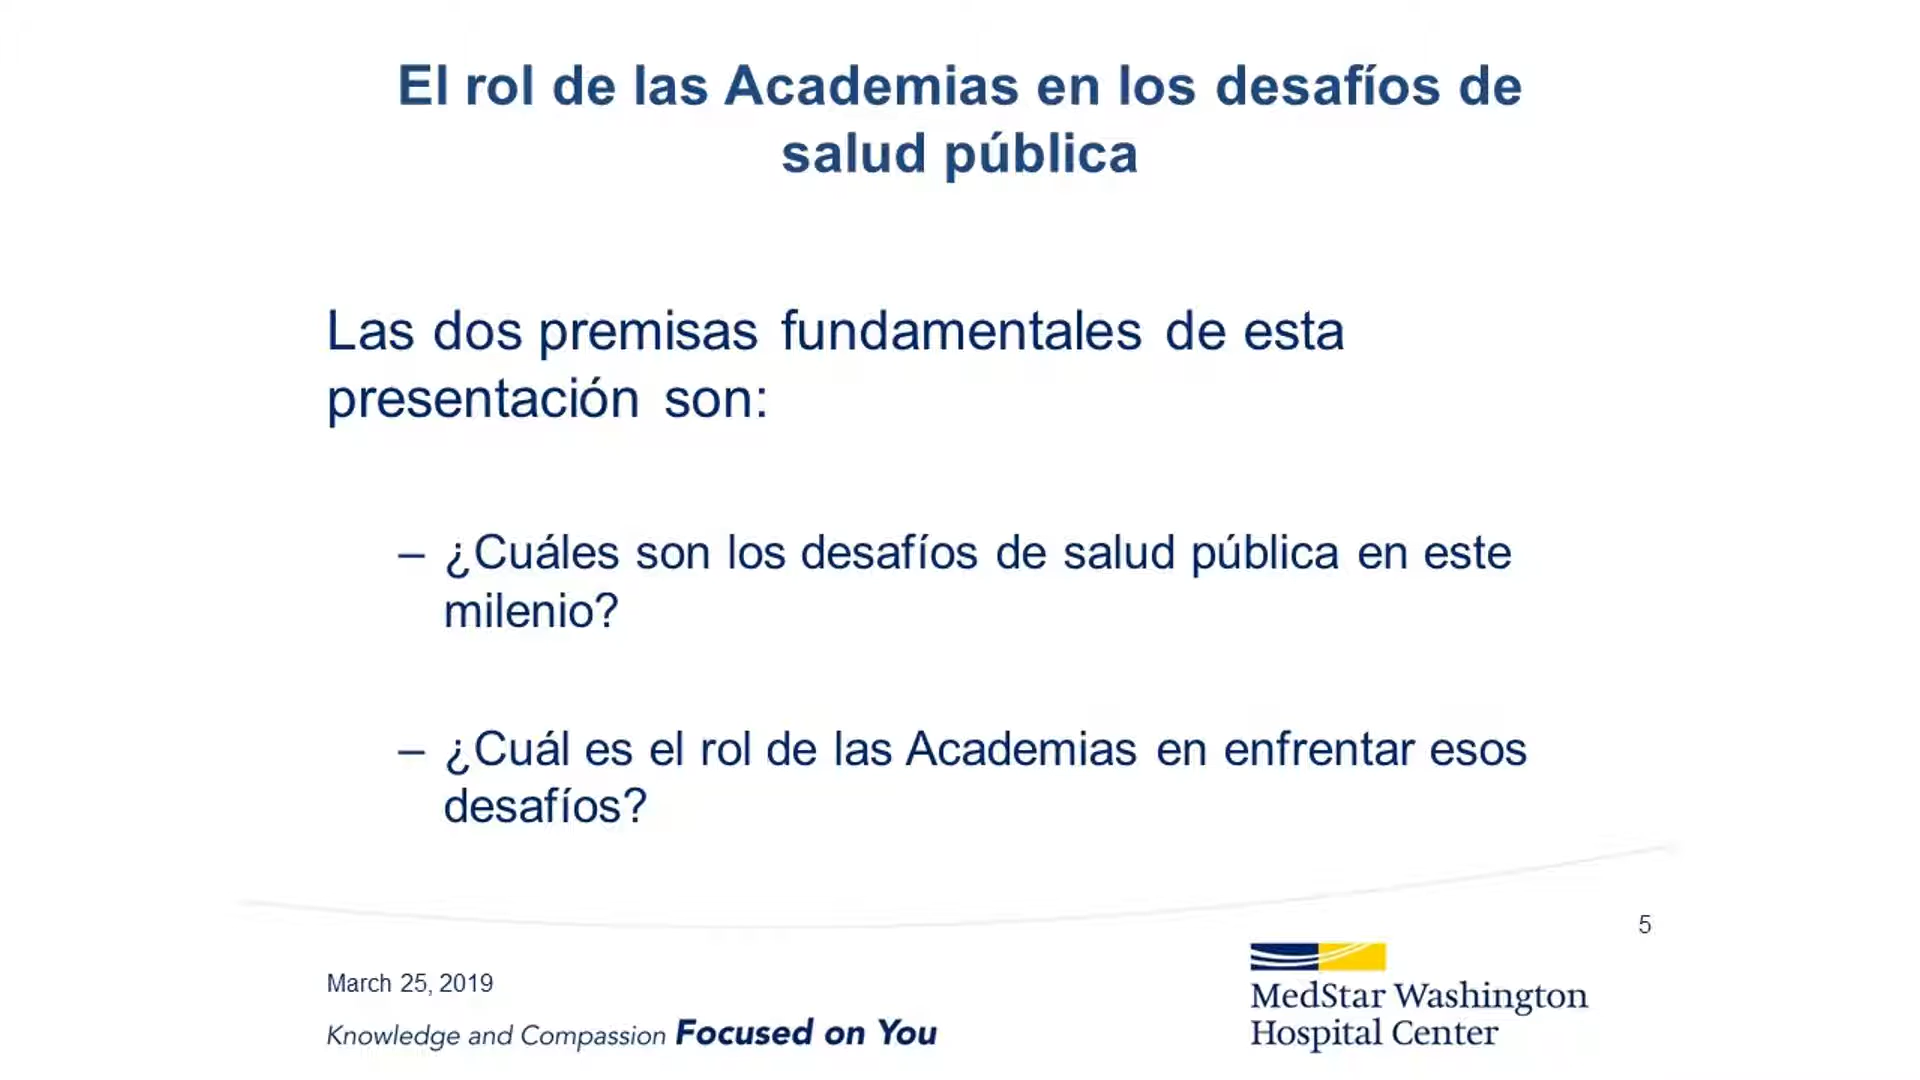 El rol de las Academias en los desafíos de
salud pública
Las dos premisas fundamentales de esta
presentación son:
– ¿Cuáles son los desafíos de salud pública en este
milenio?
– ¿Cuál es el rol de las Academias en enfrentar esos
desafíos?
5
March 25, 2019
Knowledge and Compassion Focused on You
MedStar Washington
Hospital Center